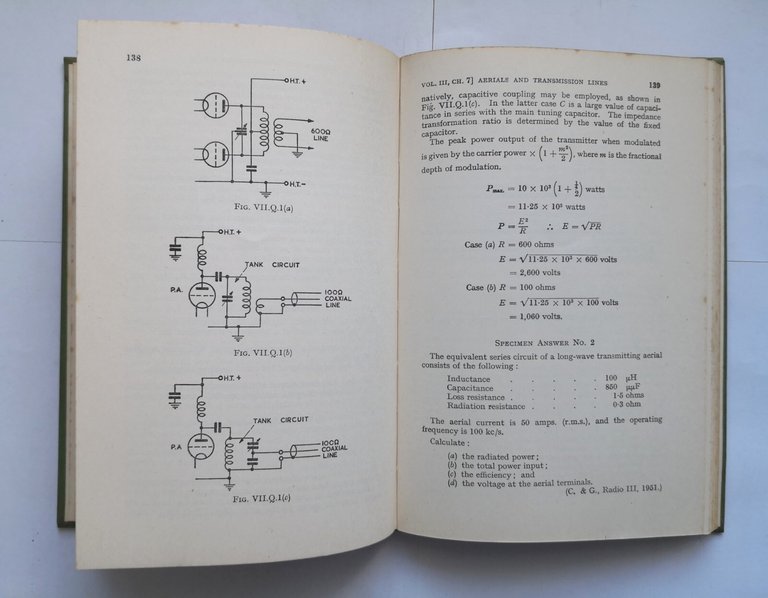 138
H.T. +
600Ω
LINE
H.T. −
FIG. VII.Q.1(a)
H.T. +
TANK CIRCUIT
P.A.
100Ω
COAXIAL
LINE
FIG. VII.Q.1(b)
H.T. +
TANK CIRCUIT
P.A
100Ω
COAXIAL
LINE
FIG. VII.Q.1(c)
VOL. III, CH. 7] AERIALS AND TRANSMISSION LINES 139
natively, capacitive coupling may be employed, as shown in
Fig. VII.Q.1(c). In the latter case C is a large value of capaci-
tance in series with the main tuning capacitor. The impedance
transformation ratio is determined by the value of the fixed
capacitor.
The peak power output of the transmitter when modulated
is given by the carrier power × (1 + m²/2), where m is the fractional
depth of modulation.
Pmax. = 10 × 10³ (1 + ¼/2) watts
= 11·25 × 10³ watts
P = E²/R ∴ E = √PR
Case (a) R = 600 ohms
E = √11·25 × 10³ × 600 volts
= 2,600 volts
Case (b) R = 100 ohms
E = √11·25 × 10³ × 100 volts
= 1,060 volts.
SPECIMEN ANSWER No. 2
The equivalent series circuit of a long-wave transmitting aerial
consists of the following :
Inductance . . . . . 100 μH
Capacitance . . . . . 850 μμF
Loss resistance . . . . . 1·5 ohms
Radiation resistance . . . . 0·3 ohm
The aerial current is 50 amps. (r.m.s.), and the operating
frequency is 100 kc/s.
Calculate :
(a) the radiated power ;
(b) the total power input ;
(c) the efficiency ; and
(d) the voltage at the aerial terminals.
(C. & G., Radio III, 1951.)